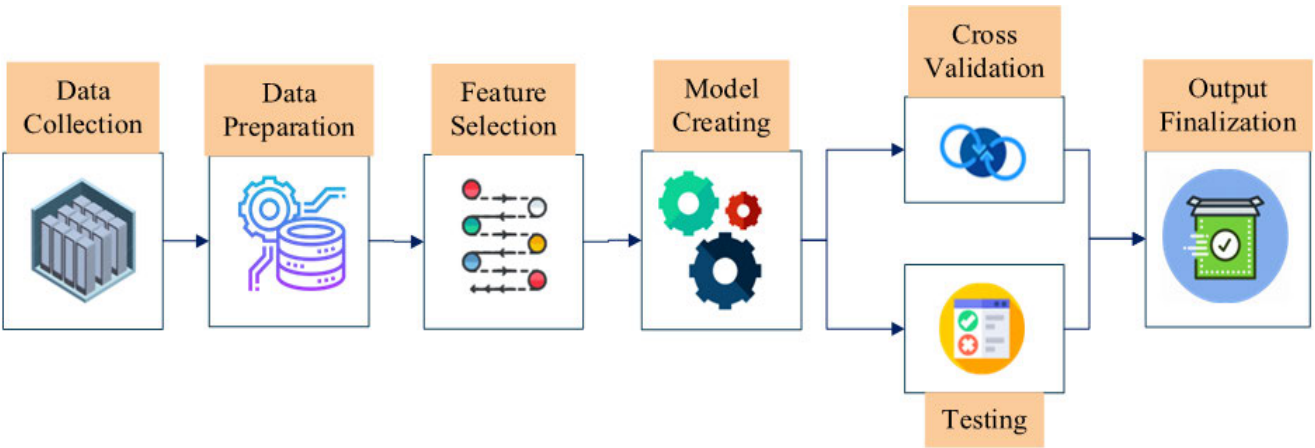 Data
Collection
Data
Preparation
Feature
Selection
Model
Creating
Cross
Validation
Testing
Output
Finalization